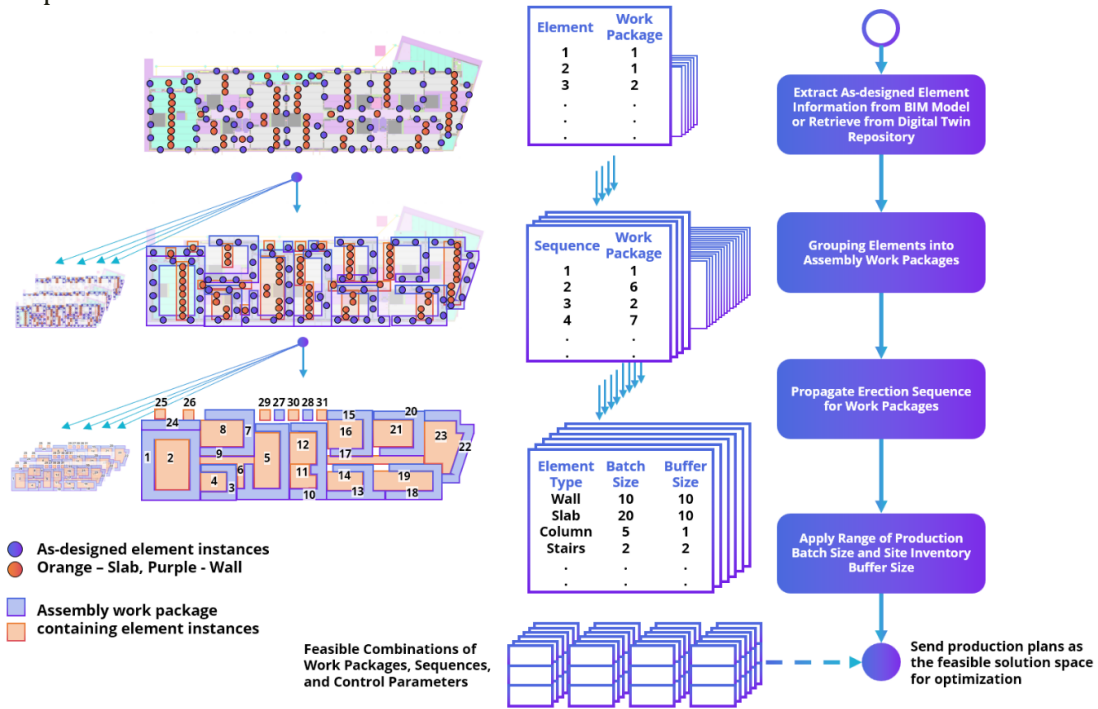 Element Work Package
1 1
2 1
3 2
. .
. .
. .
Extract As-designed Element
Information from BIM Model
or Retrieve from Digital Twin
Repository
Sequence Work Package
1 1
2 6
3 2
4 7
. .
. .
Grouping Elements into
Assembly Work Packages
Propagate Erection Sequence
for Work Packages
25 26 29 27 30 28 31
24 8 7 15 20
16 21 23 22
1 2 9 5 12 17
6 11 14 19
4 3 10 13 18
Element Type Batch Size Buffer Size
Wall 10 10
Slab 20 10
Column 5 1
Stairs 2 2
. . .
. . .
Apply Range of Production
Batch Size and Site Inventory
Buffer Size
As-designed element instances
Orange – Slab, Purple - Wall
Assembly work package
containing element instances
Feasible Combinations of
Work Packages, Sequences,
and Control Parameters
Send production plans as
the feasible solution space
for optimization